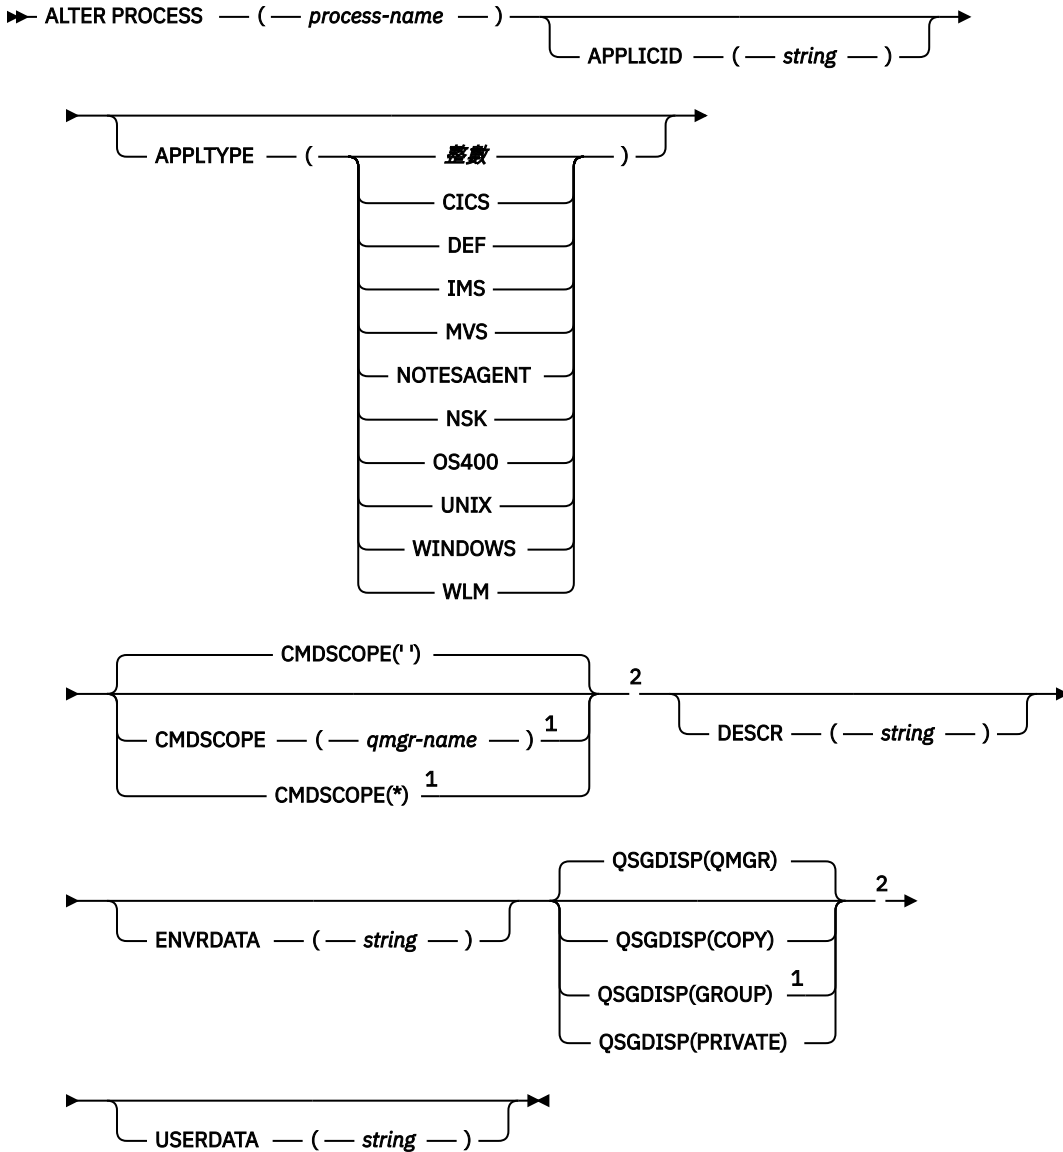 ALTER PROCESS ( process-name )
APPLICID ( string )
APPLTYPE ( 整數 )
CICS
DEF
IMS
MVS
NOTESAGENT
NSK
OS400
UNIX
WINDOWS
WLM
CMDSCOPE(' ')
2
CMDSCOPE ( qmgr-name ) 1
CMDSCOPE(*) 1
DESCR ( string )
ENVRDATA ( string )
QSGDISP(QMGR)
2
QSGDISP(COPY)
QSGDISP(GROUP) 1
QSGDISP(PRIVATE)
USERDATA ( string )